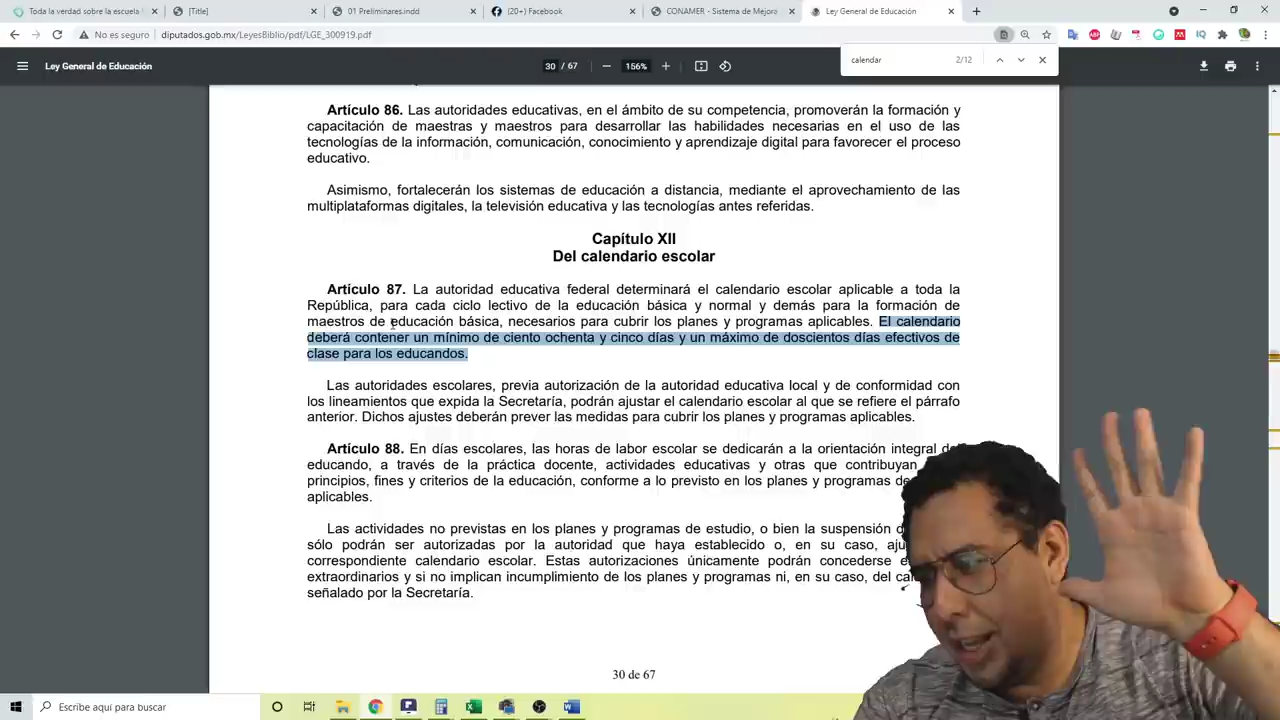 Toda la verdad sobre la escuela
[Title]
01 Preliminares.indd
(20+) Facebook
CONAMER - Sistema de Mejora
Ley General de Educación
No es seguro
diputados.gob.mx/LeyesBiblio/pdf/LGE_300919.pdf
Ley General de Educación
30 / 67
156%
calendar
2/12
Artículo 86. Las autoridades educativas, en el ámbito de su competencia, promoverán la formación y
capacitación de maestras y maestros para desarrollar las habilidades necesarias en el uso de las
tecnologías de la información, comunicación, conocimiento y aprendizaje digital para favorecer el proceso
educativo.
Asimismo, fortalecerán los sistemas de educación a distancia, mediante el aprovechamiento de las
multiplataformas digitales, la televisión educativa y las tecnologías antes referidas.
Capítulo XII
Del calendario escolar
Artículo 87. La autoridad educativa federal determinará el calendario escolar aplicable a toda la
República, para cada ciclo lectivo de la educación básica y normal y demás para la formación de
maestros de educación básica, necesarios para cubrir los planes y programas aplicables. El calendario
deberá contener un mínimo de ciento ochenta y cinco días y un máximo de doscientos días efectivos de
clase para los educandos.
Las autoridades escolares, previa autorización de la autoridad educativa local y de conformidad con
los lineamientos que expida la Secretaría, podrán ajustar el calendario escolar al que se refiere el párrafo
anterior. Dichos ajustes deberán prever las medidas para cubrir los planes y programas aplicables.
Artículo 88. En días escolares, las horas de labor escolar se dedicarán a la orientación integral
educando, a través de la práctica docente, actividades educativas y otras que contribuyan
principios, fines y criterios de la educación, conforme a lo previsto en los planes y programas
aplicables.
Las actividades no previstas en los planes y programas de estudio, o bien la suspensión
sólo podrán ser autorizadas por la autoridad que haya establecido o, en su caso,
correspondiente calendario escolar. Estas autorizaciones únicamente podrán concederse
extraordinarios y si no implican incumplimiento de los planes y programas ni, en su caso, del
señalado por la Secretaría.
30 de 67
Escribe aquí para buscar